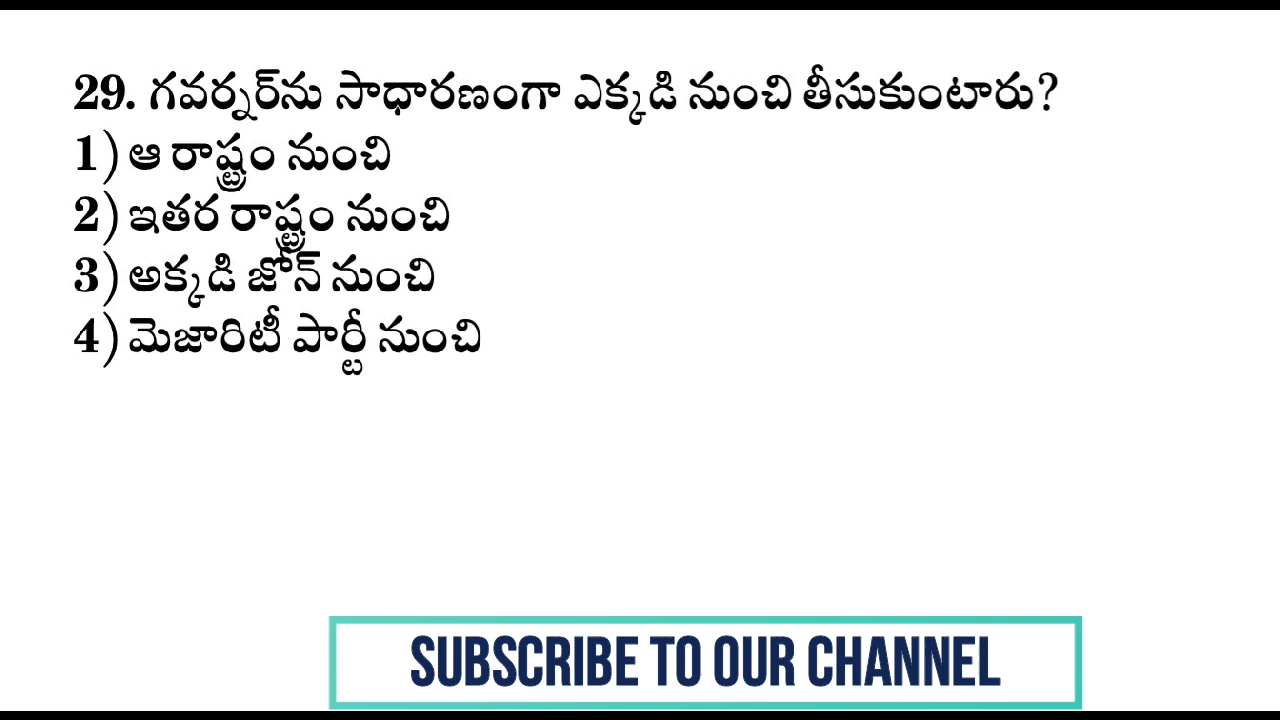 29. గవర్నర్‌ను సాధారణంగా ఎక్కడి నుంచి తీసుకుంటారు?
1) ఆ రాష్ట్రం నుంచి
2) ఇతర రాష్ట్రం నుంచి
3) అక్కడి జోన్ నుంచి
4) మెజారిటీ పార్టీ నుంచి
SUBSCRIBE TO OUR CHANNEL